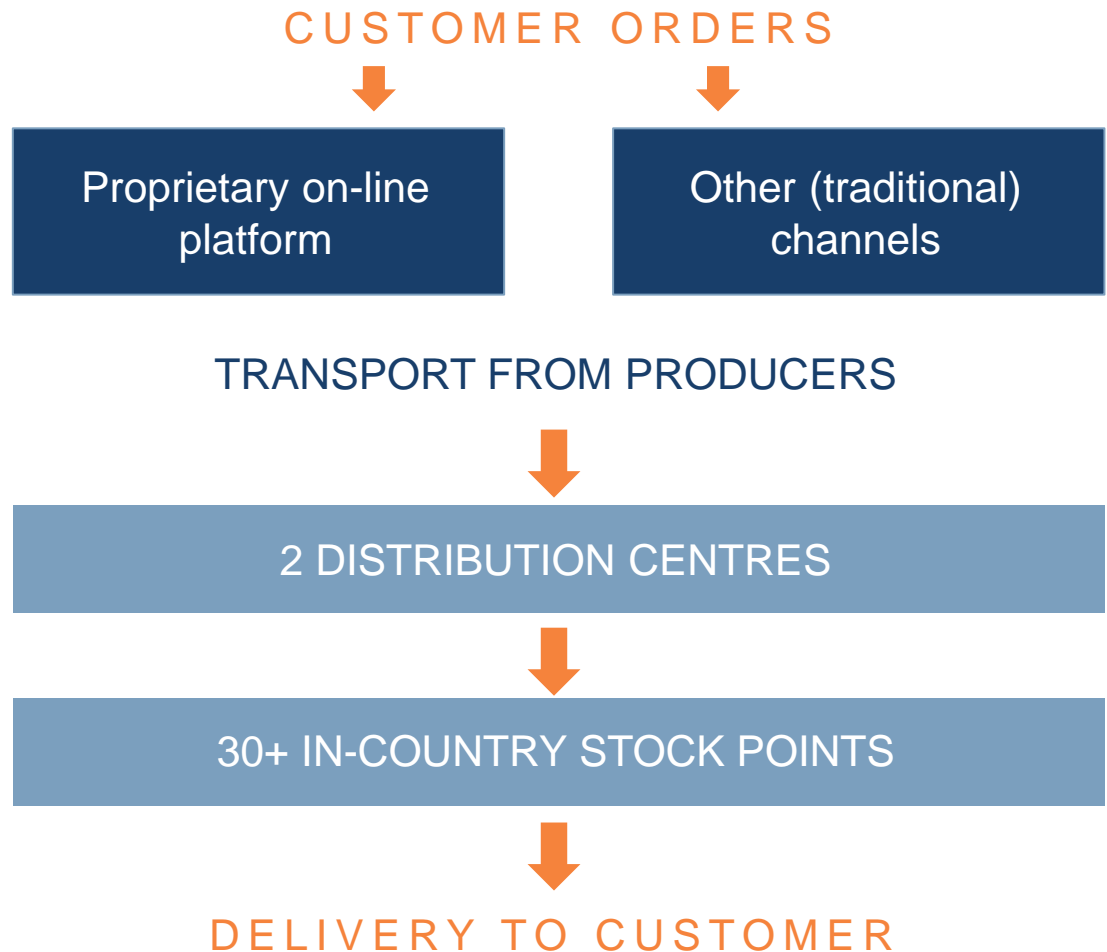 CUSTOMER ORDERS
Proprietary on-line
platform
Other (traditional)
channels
TRANSPORT FROM PRODUCERS
2 DISTRIBUTION CENTRES
30+ IN-COUNTRY STOCK POINTS
DELIVERY TO CUSTOMER